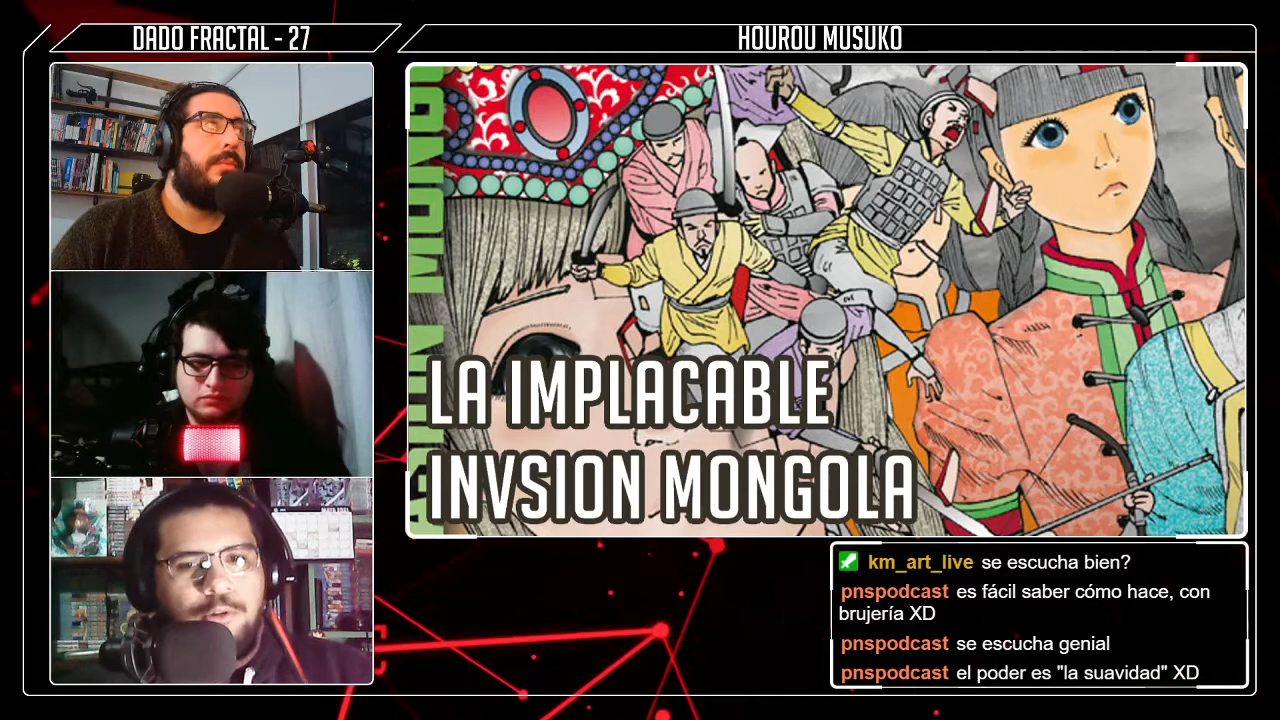 DADO FRACTAL - 27
HOUROU MUSUKO
LA IMPLACABLE
INVSION MONGOLA
km_art_live se escucha bien?
pnspodcast es fácil saber cómo hace, con
brujería XD
pnspodcast se escucha genial
pnspodcast el poder es "la suavidad" XD